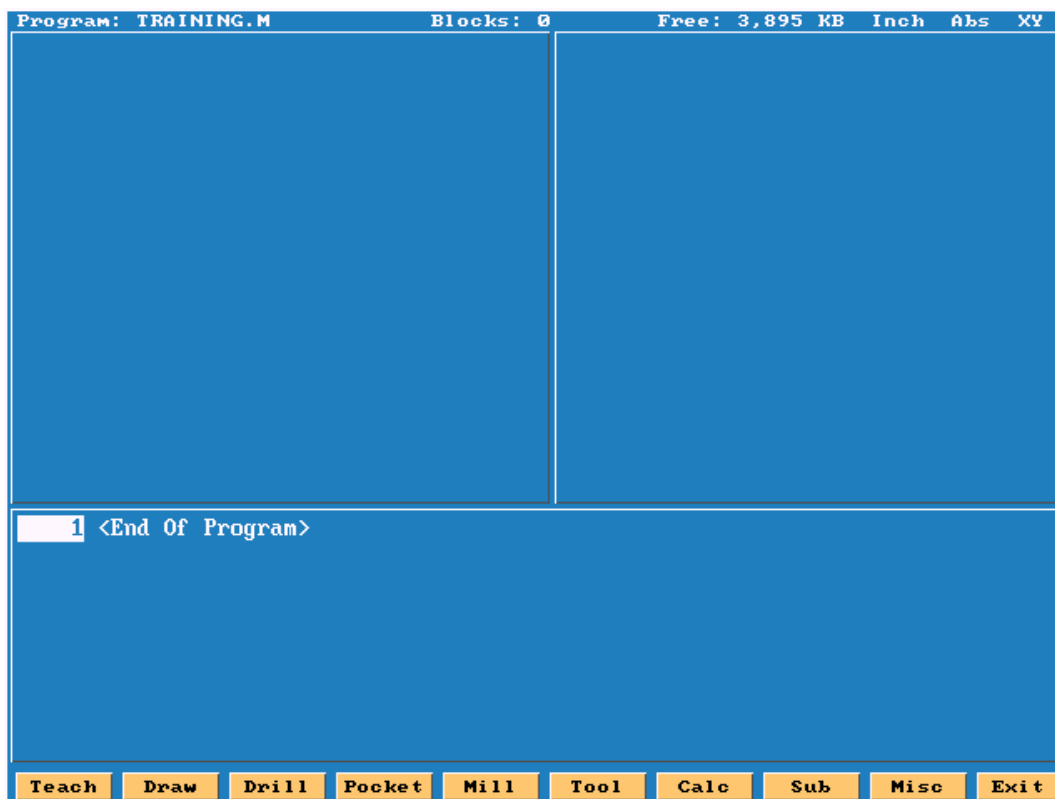 Program: TRAINING.M Blocks: 0 Free: 3,895 KB Inch Abs XY
1 <End Of Program>
Teach Draw Drill Pocket Mill Tool Calc Sub Misc Exit